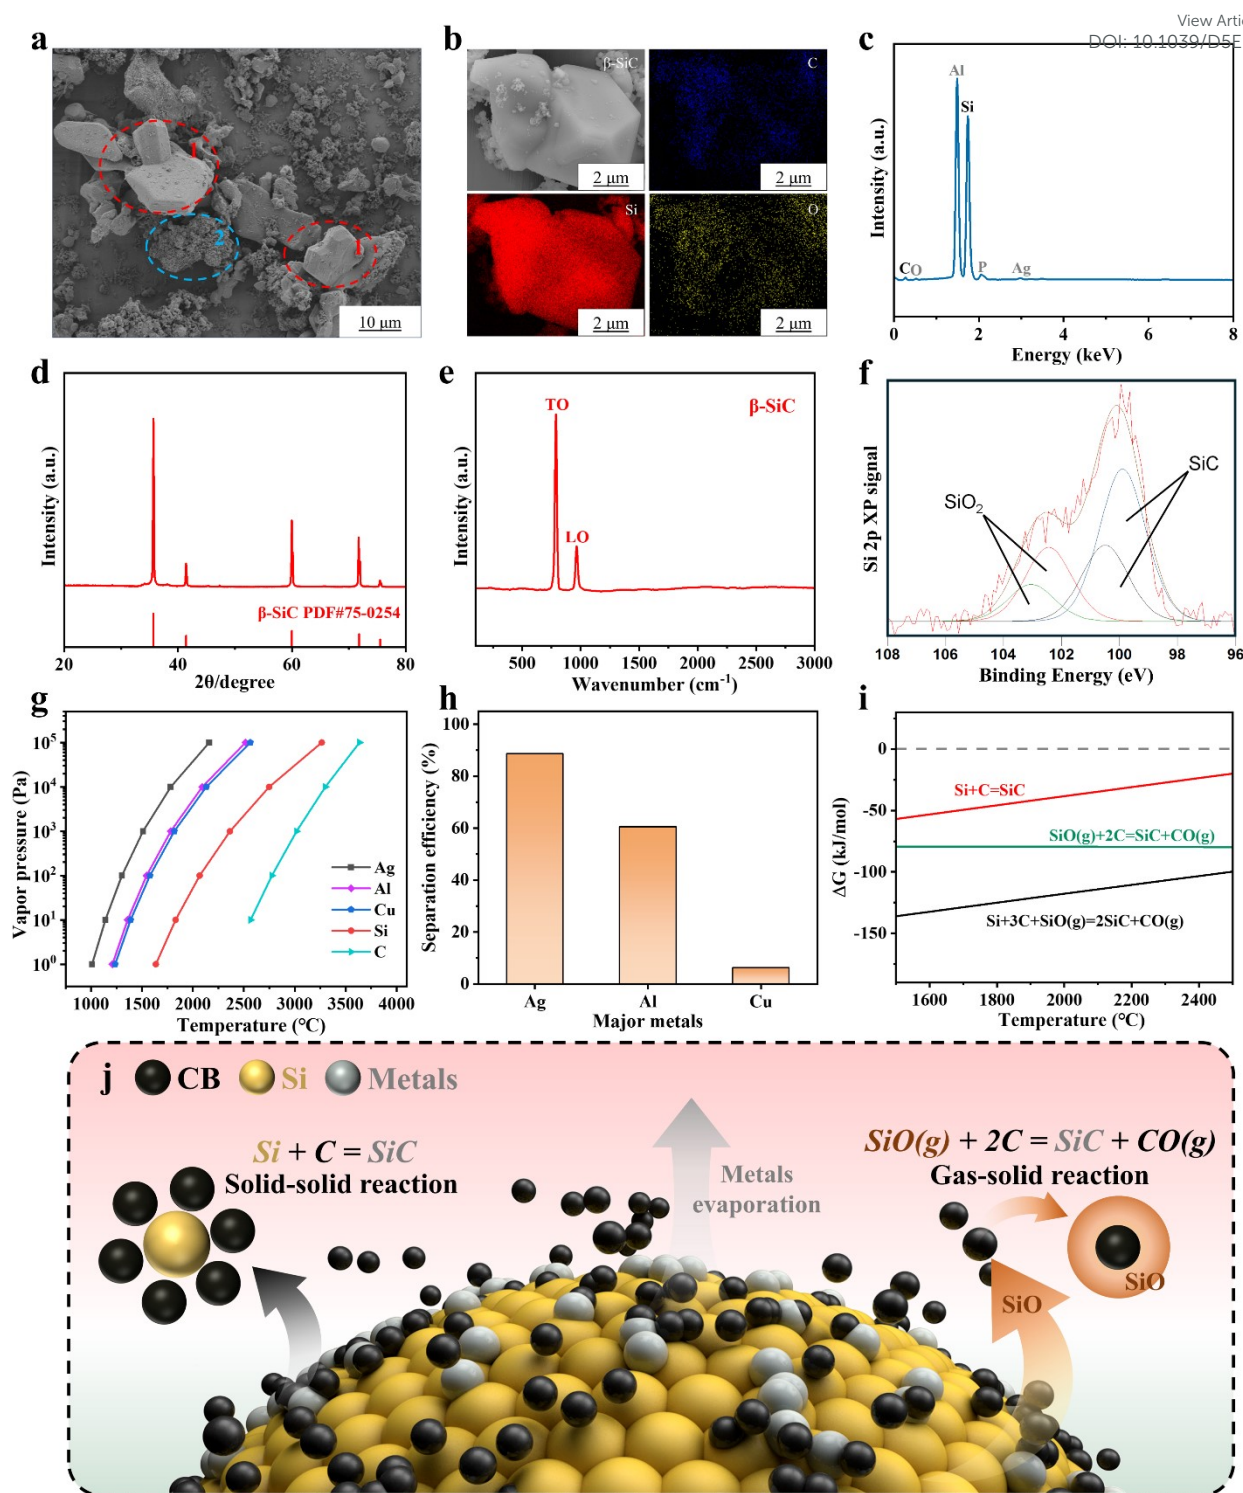 View Arti
DOI: 10.1039/D5E
a
1
2
1
10 μm
b
β-SiC
2 μm
C
2 μm
Si
2 μm
O
2 μm
c
Intensity (a.u.)
Al
Si
C
O
P
Ag
0 2 4 6 8
Energy (keV)
d
Intensity (a.u.)
β-SiC PDF#75-0254
20 40 60 80
2θ/degree
e
Intensity (a.u.)
β-SiC
TO
LO
500 1000 1500 2000 2500 3000
Wavenumber (cm⁻¹)
f
Si 2p XP signal
SiO₂
SiC
108 106 104 102 100 98 96
Binding Energy (eV)
g
Vapor pressure (Pa)
10⁵
10⁴
10³
10²
10¹
10⁰
Ag
Al
Cu
Si
C
1000 1500 2000 2500 3000 3500 4000
Temperature (℃)
h
Separation efficiency (%)
100
80
60
40
20
0
Ag Al Cu
Major metals
i
ΔG (kJ/mol)
0
-50
-100
-150
Si+C=SiC
SiO(g)+2C=SiC+CO(g)
Si+3C+SiO(g)=2SiC+CO(g)
1600 1800 2000 2200 2400
Temperature (℃)
j
CB Si Metals
Si + C = SiC
Solid-solid reaction
Metals
evaporation
SiO(g) + 2C = SiC + CO(g)
Gas-solid reaction
SiO
SiO